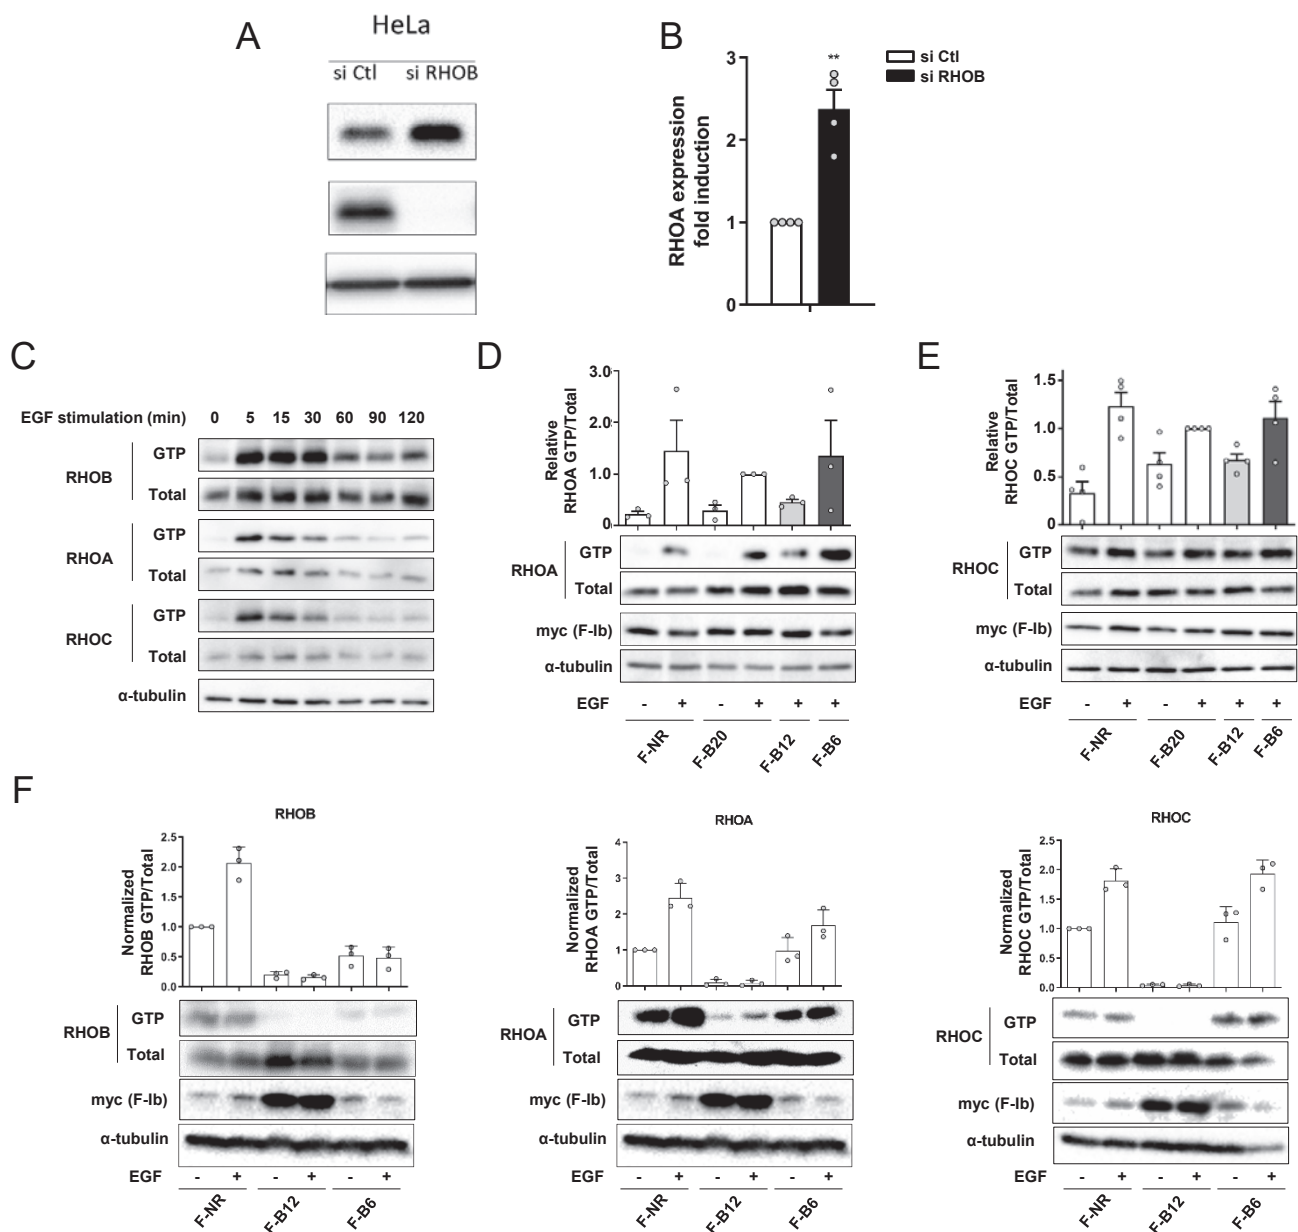 A
HeLa
si Ctl si RHOB
B
RHOA expression
fold induction
3
2
1
0
**
si Ctl
si RHOB
C
EGF stimulation (min) 0 5 15 30 60 90 120
RHOB
GTP
Total
RHOA
GTP
Total
RHOC
GTP
Total
α-tubulin
D
Relative
RHOA GTP/Total
3.0
2.0
1.0
0
RHOA
GTP
Total
myc (F-Ib)
α-tubulin
EGF - + - + + +
F-NR F-B20 F-B12 F-B6
E
Relative
RHOC GTP/Total
1.5
1.0
0.5
0
RHOC
GTP
Total
myc (F-Ib)
α-tubulin
EGF - + - + + +
F-NR F-B20 F-B12 F-B6
F
RHOB
Normalized
RHOB GTP/Total
2.5
2.0
1.5
1.0
0.5
0.0
RHOB
GTP
Total
myc (F-Ib)
α-tubulin
EGF - + - + - +
F-NR F-B12 F-B6
RHOA
Normalized
RHOA GTP/Total
4
3
2
1
0
RHOA
GTP
Total
myc (F-Ib)
α-tubulin
EGF - + - + - +
F-NR F-B12 F-B6
RHOC
Normalized
RHOC GTP/Total
2.5
2.0
1.5
1.0
0.5
0.0
RHOC
GTP
Total
myc (F-Ib)
α-tubulin
EGF - + - + - +
F-NR F-B12 F-B6